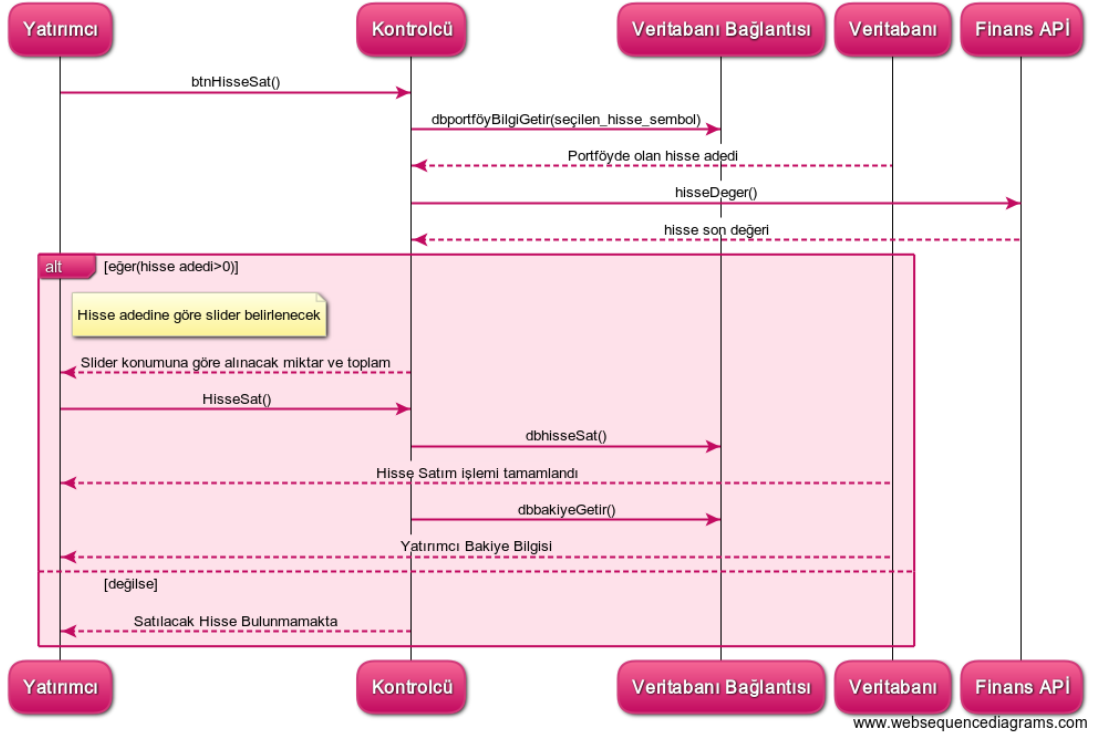 Yatırımcı Kontrolcü Veritabanı Bağlantısı Veritabanı Finans APİ
btnHisseSat()
dbportföyBilgiGetir(seçilen_hisse_sembol)
Portföyde olan hisse adedi
hisseDeger()
hisse son değeri
alt [eğer(hisse adedi>0)]
Hisse adedine göre slider belirlenecek
Slider konumuna göre alınacak miktar ve toplam
HisseSat()
dbhisseSat()
Hisse Satım işlemi tamamlandı
dbbakiyeGetir()
Yatırımcı Bakiye Bilgisi
[değilse]
Satılacak Hisse Bulunmamakta
Yatırımcı Kontrolcü Veritabanı Bağlantısı Veritabanı Finans APİ
www.websequencediagrams.com